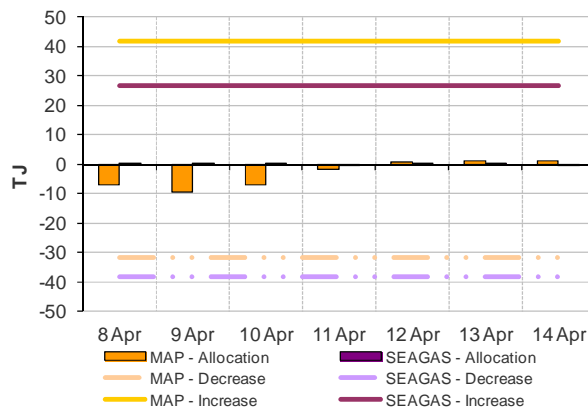 50
40
30
20
10
0
-10
-20
-30
-40
-50
TJ
8 Apr 9 Apr 10 Apr 11 Apr 12 Apr 13 Apr 14 Apr
MAP - Allocation SEAGAS - Allocation
MAP - Decrease SEAGAS - Decrease
MAP - Increase SEAGAS - Increase